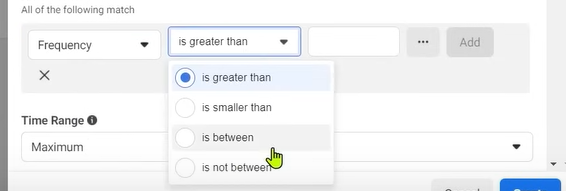 All of the following match
Frequency
is greater than
Add
is greater than
is smaller than
Time Range
is between
Maximum
is not between